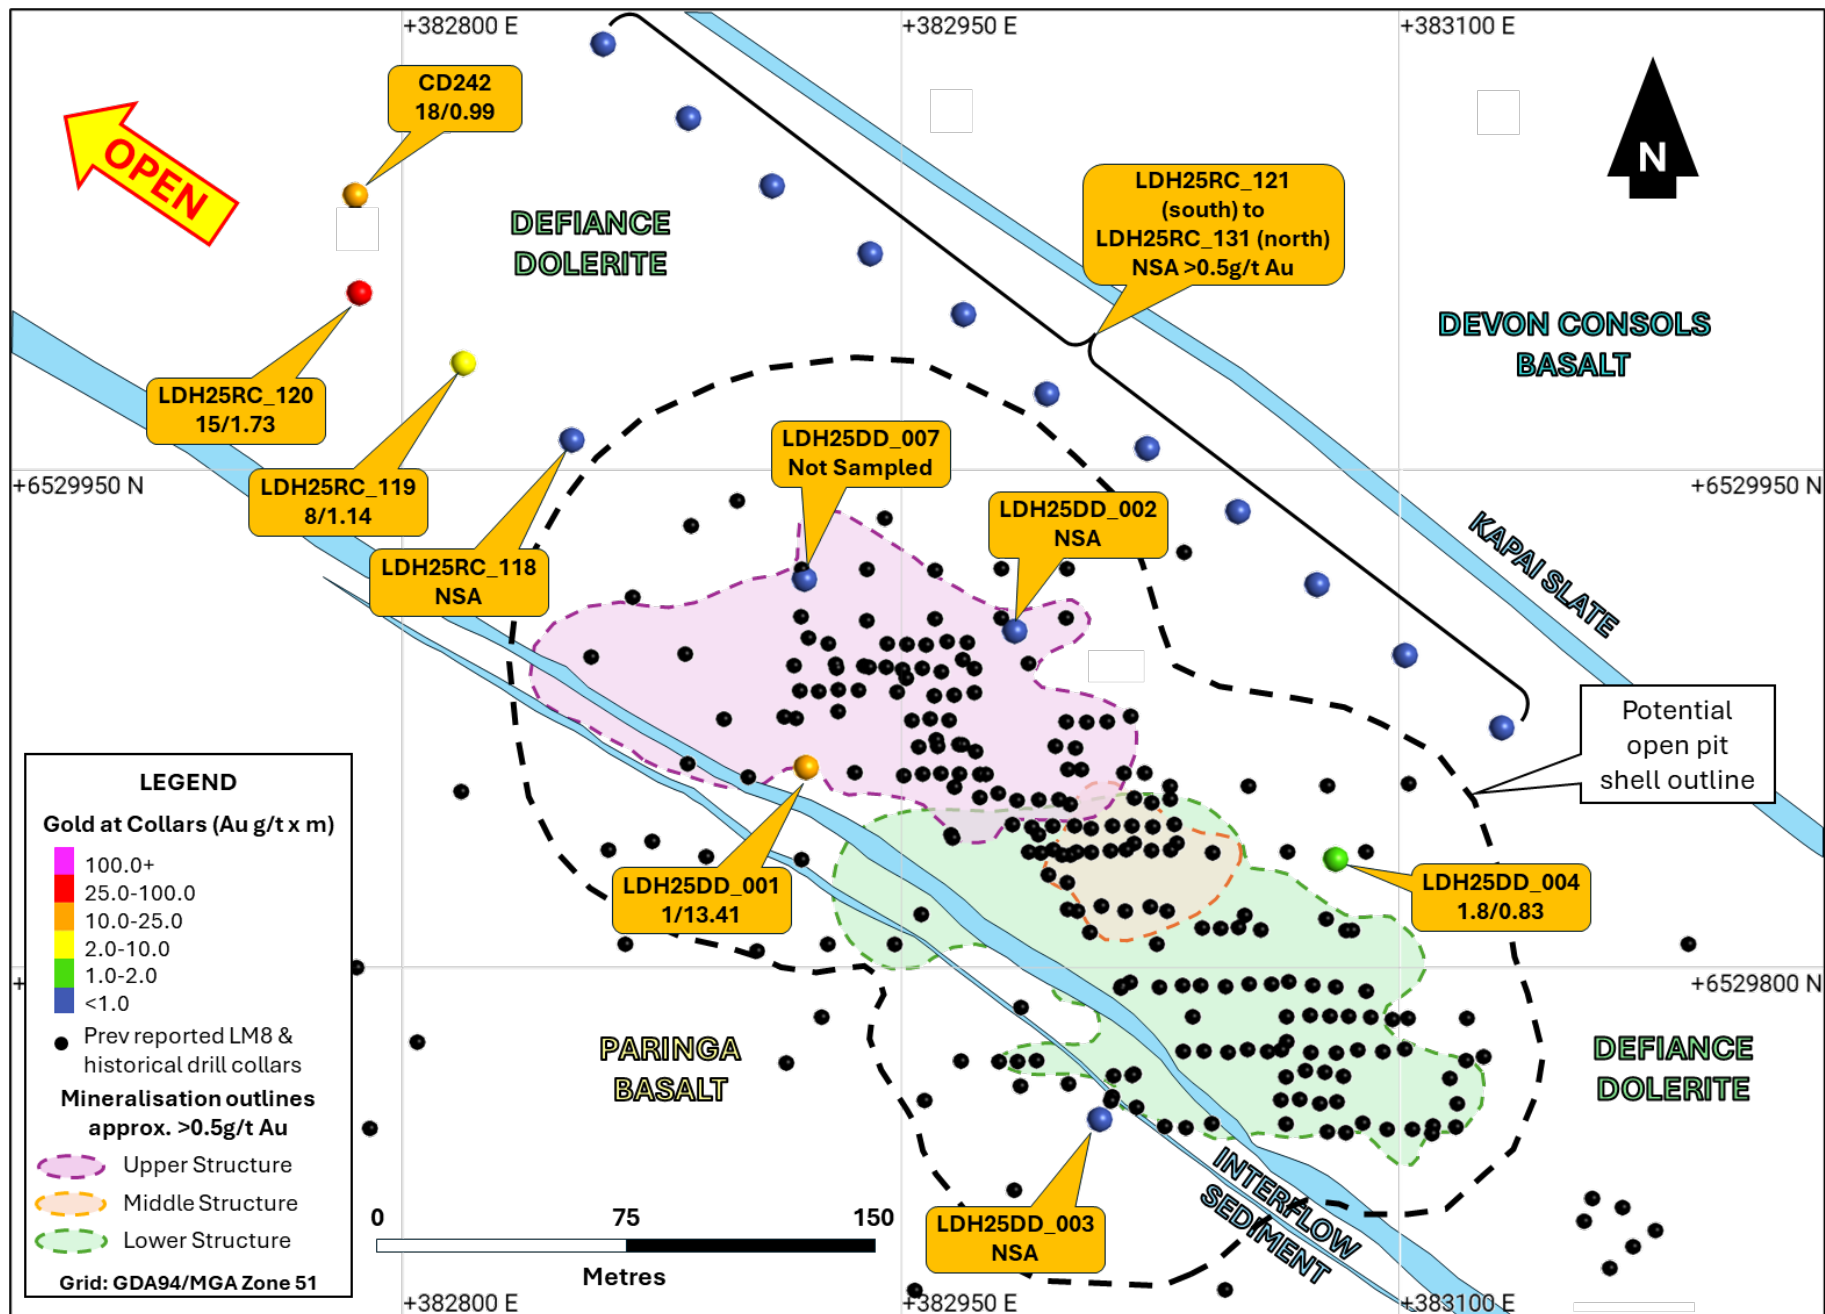 +382800 E
+382950 E
+383100 E
CD242
18/0.99
OPEN
N
LDH25RC_121
(south) to
LDH25RC_131 (north)
NSA >0.5g/t Au
DEFIANCE
DOLERITE
DEVON CONSOLS
BASALT
LDH25RC_120
15/1.73
LDH25RC_119
8/1.14
LDH25DD_007
Not Sampled
+6529950 N
+6529950 N
LDH25DD_002
NSA
LDH25RC_118
NSA
KAPAI SLATE
Potential
open pit
shell outline
LEGEND
Gold at Collars (Au g/t x m)
100.0+
25.0-100.0
10.0-25.0
2.0-10.0
1.0-2.0
<1.0
Prev reported LM8 &
historical drill collars
Mineralisation outlines
approx. >0.5g/t Au
Upper Structure
Middle Structure
Lower Structure
Grid: GDA94/MGA Zone 51
LDH25DD_001
1/13.41
LDH25DD_004
1.8/0.83
+
+6529800 N
PARINGA
BASALT
DEFIANCE
DOLERITE
INTERFLOW
SEDIMENT
LDH25DD_003
NSA
0 75 150
Metres
+382800 E
+382950 E
+383100 E